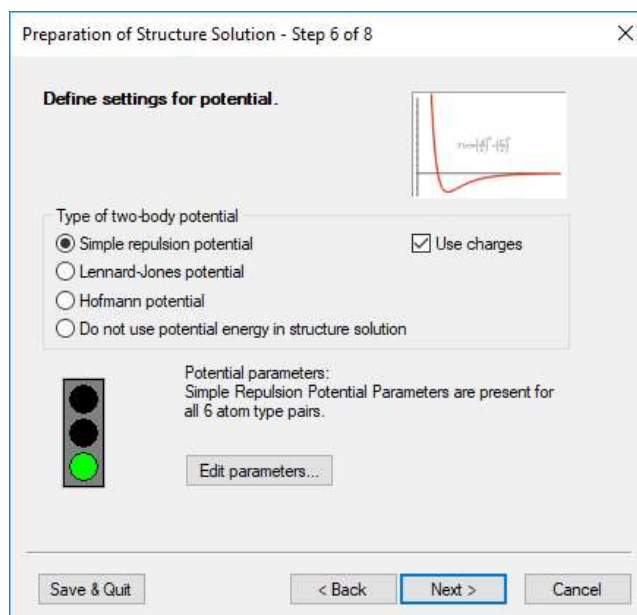 Preparation of Structure Solution - Step 6 of 8
Define settings for potential.
Type of two-body potential
Simple repulsion potential
Use charges
Lennard-Jones potential
Hofmann potential
Do not use potential energy in structure solution
Potential parameters:
Simple Repulsion Potential Parameters are present for
all 6 atom type pairs.
Edit parameters...
Save & Quit
< Back
Next >
Cancel